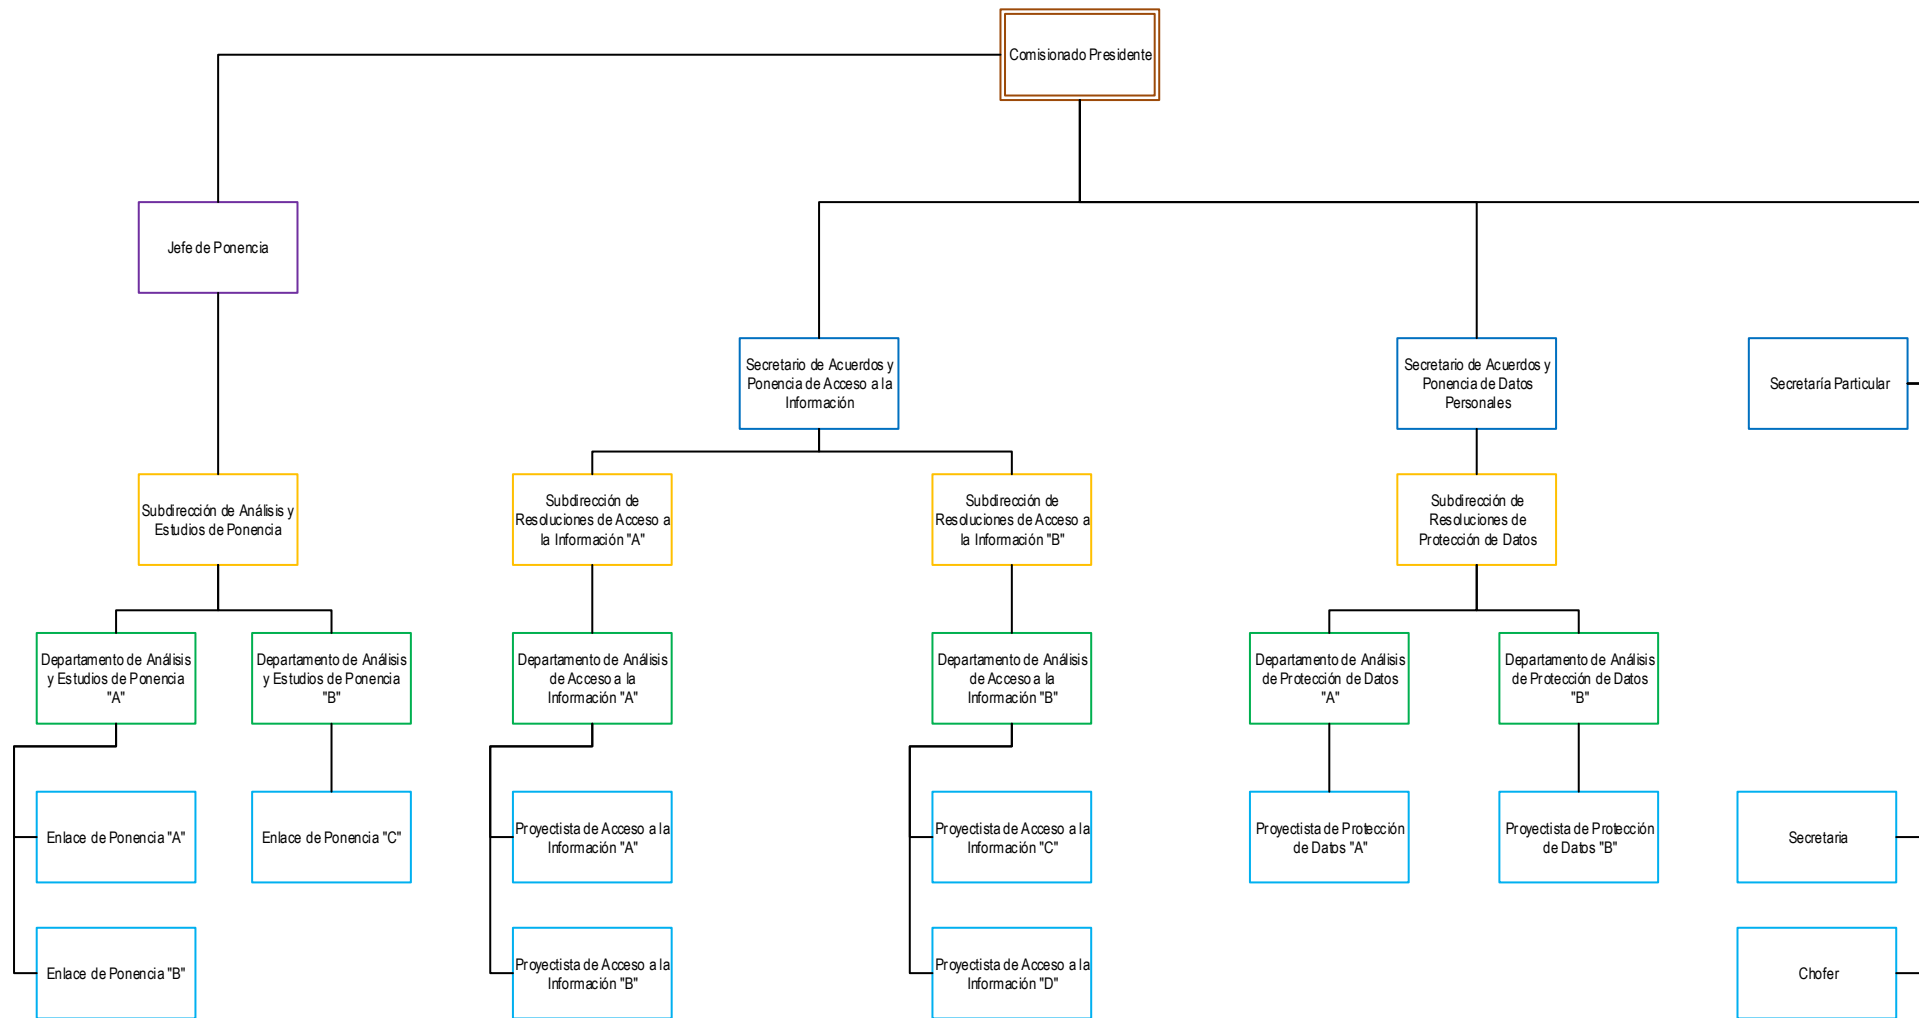 Comisionado Presidente
Jefe de Ponencia
Secretario de Acuerdos y
Ponencia de Acceso a la
Información
Secretario de Acuerdos y
Ponencia de Datos
Personales
Secretaría Particular
Subdirección de Análisis y
Estudios de Ponencia
Subdirección de
Resoluciones de Acceso a
la Información "A"
Subdirección de
Resoluciones de Acceso a
la Información "B"
Subdirección de
Resoluciones de
Protección de Datos
Departamento de Análisis
y Estudios de Ponencia
"A"
Departamento de Análisis
y Estudios de Ponencia
"B"
Departamento de Análisis
de Acceso a la
Información "A"
Departamento de Análisis
de Acceso a la
Información "B"
Departamento de Análisis
de Protección de Datos
"A"
Departamento de Análisis
de Protección de Datos
"B"
Enlace de Ponencia "A"
Enlace de Ponencia "C"
Proyectista de Acceso a la
Información "A"
Proyectista de Acceso a la
Información "C"
Proyectista de Protección
de Datos "A"
Proyectista de Protección
de Datos "B"
Secretaria
Enlace de Ponencia "B"
Proyectista de Acceso a la
Información "B"
Proyectista de Acceso a la
Información "D"
Chofer